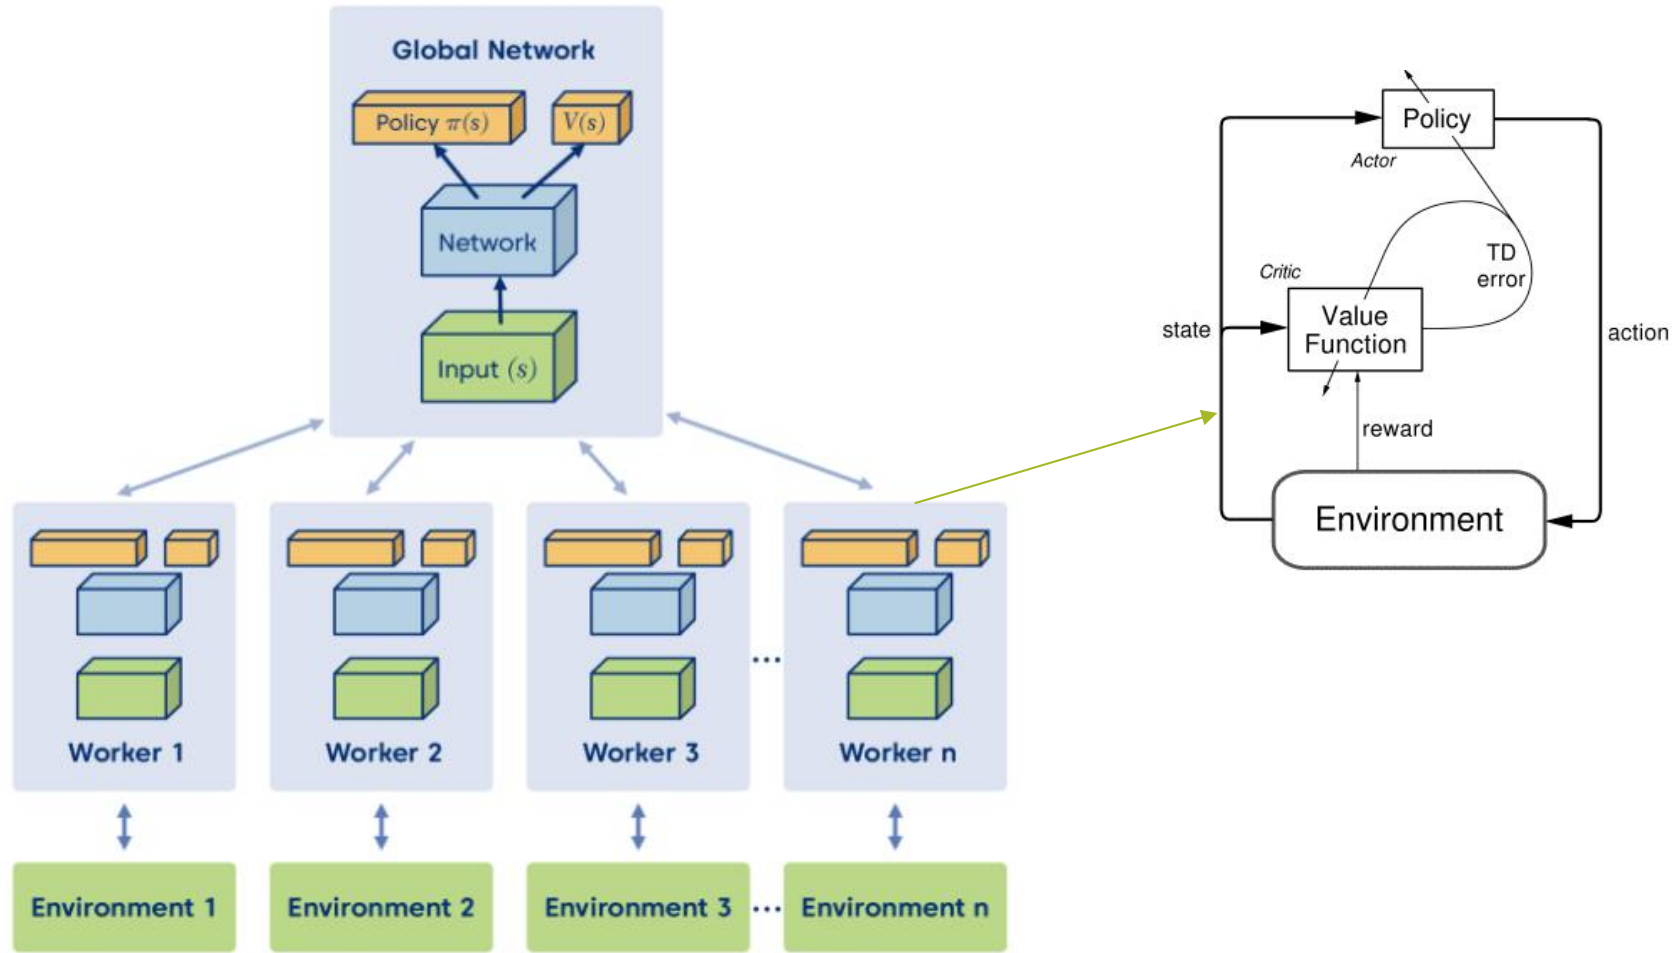 Global Network
Policy π(s)
V(s)
Network
Input (s)
Worker 1
Worker 2
Worker 3
...
Worker n
Environment 1
Environment 2
Environment 3
...
Environment n
Policy
Actor
TD
error
Critic
Value
Function
state
action
reward
Environment